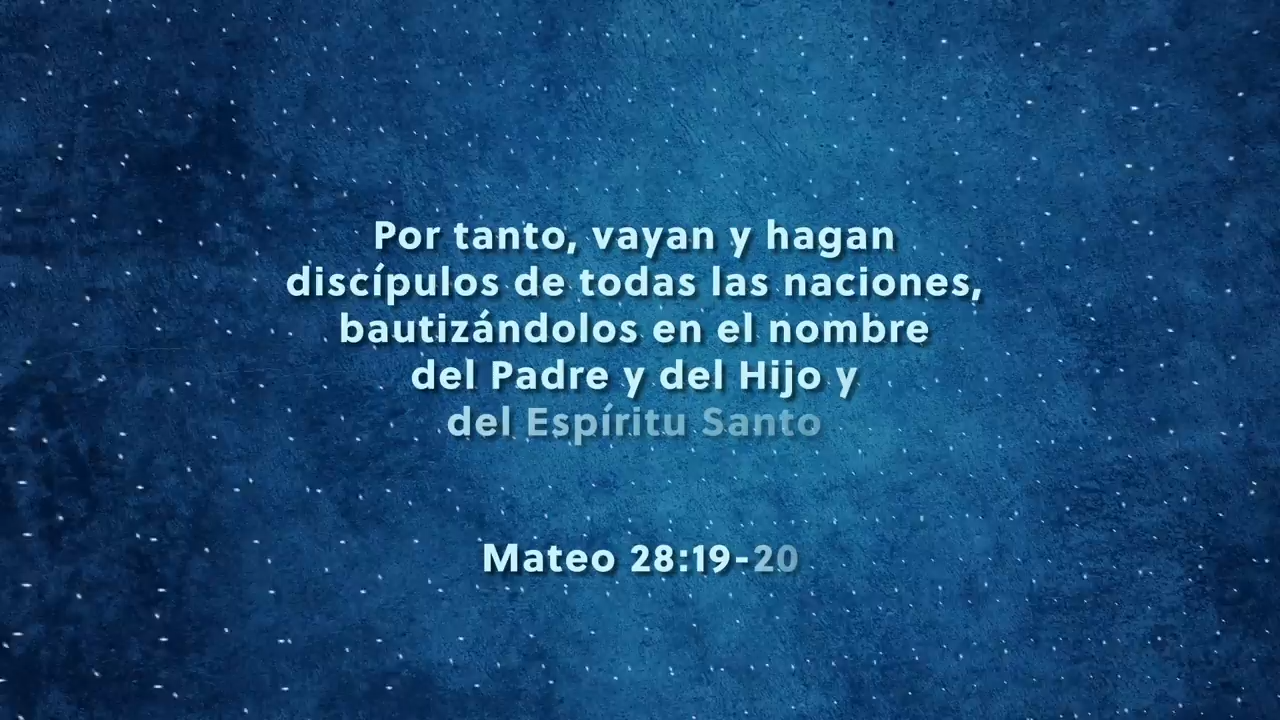 Por tanto, vayan y hagan
discípulos de todas las naciones,
bautizándolos en el nombre
del Padre y del Hijo y
del Espíritu Santo
Mateo 28:19-20